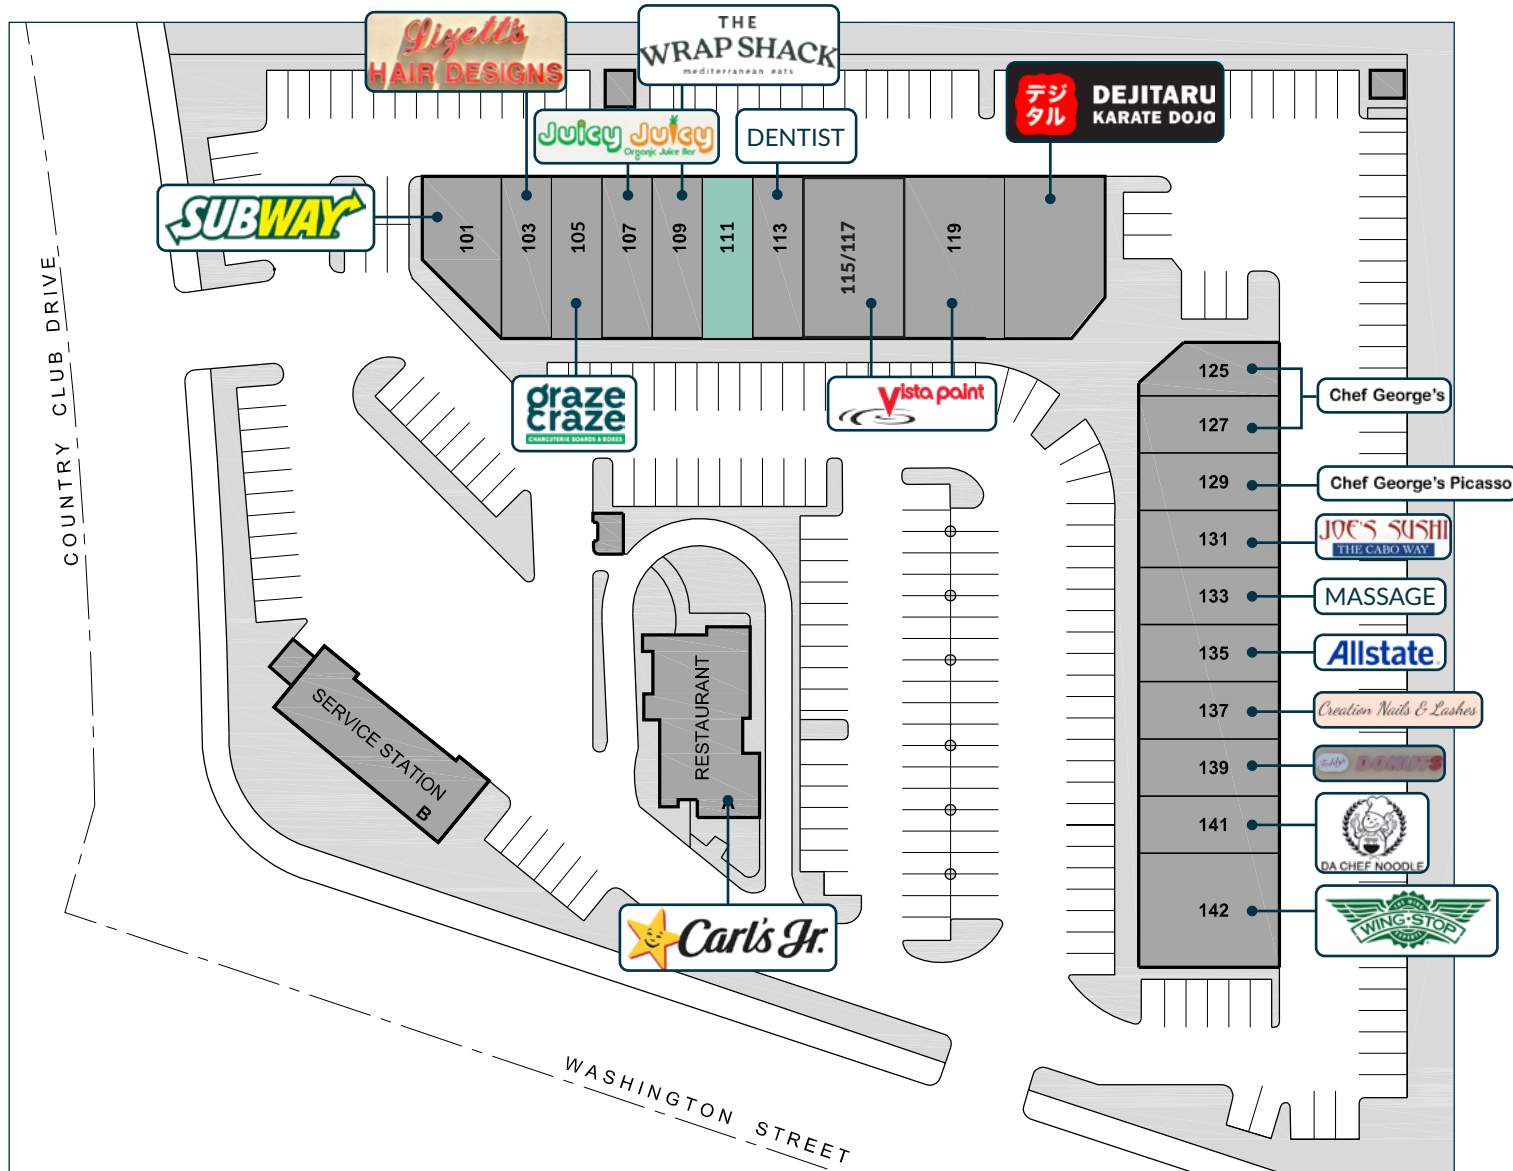 Lizett's
HAIR DESIGNS
THE
WRAP SHACK
mediterranean eats
Juicy Juicy
Organic Juice Bar
DENTIST
デジ
タル
DEJITARU
KARATE DOJO
SUBWAY
101
103
105
107
109
111
113
115/117
119
graze
craze
CHARCUTERIE BOARDS & BOXES
Vista paint
125
127
129
131
133
135
137
139
141
142
Chef George's
Chef George's Picasso
JOE'S SUSHI
THE CABO WAY
MASSAGE
Allstate
Creation Nails & Lashes
Teddy's DONUTS
DA CHEF NOODLE
WING·STOP
COUNTRY CLUB DRIVE
SERVICE STATION
B
RESTAURANT
A
Carl's Jr.
WASHINGTON STREET